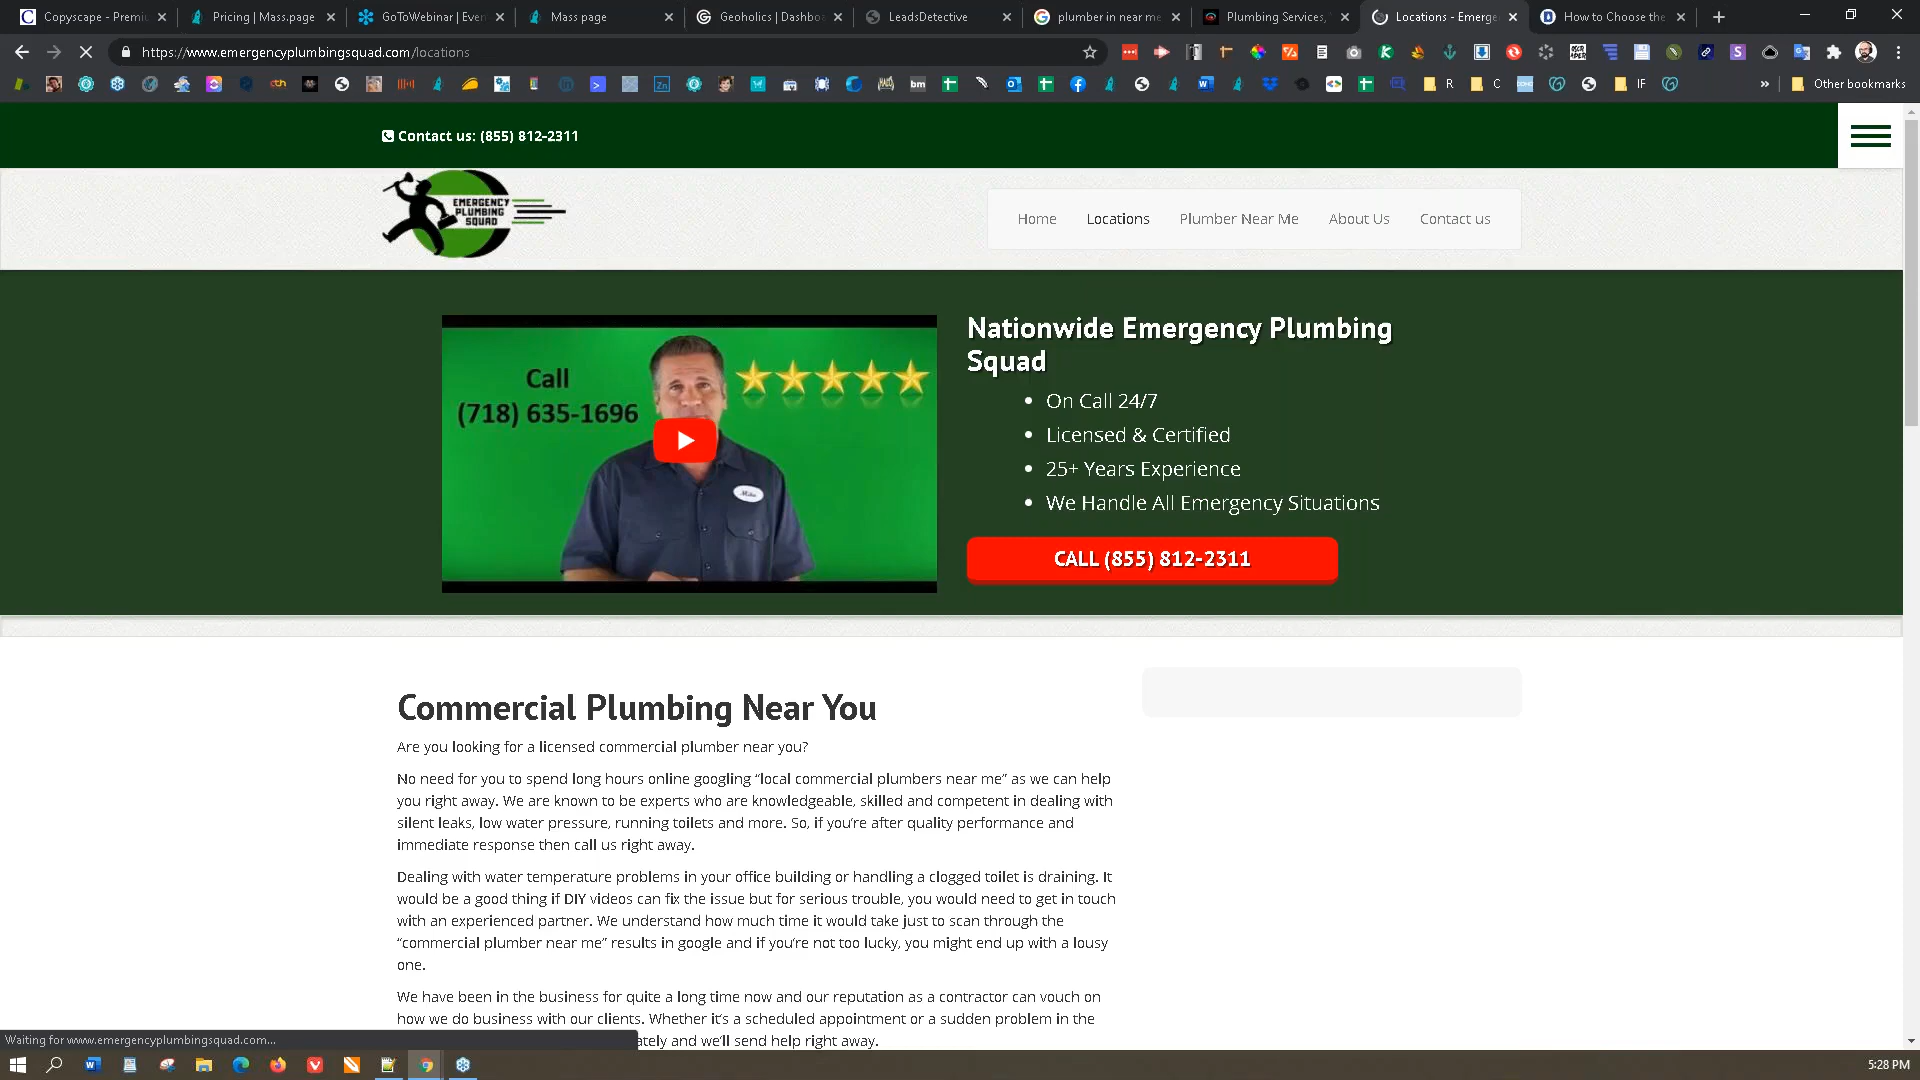 Copyscape - Premi
Pricing | Mass.page
GoToWebinar | Even
Mass page
Geoholics | Dashbo
LeadsDetective
plumber in near me
Plumbing Services,
Locations - Emerge
How to Choose the
https://www.emergencyplumbingsquad.com/locations
R
C
IF
Other bookmarks
Contact us: (855) 812-2311
EMERGENCY
PLUMBING
SQUAD
Home
Locations
Plumber Near Me
About Us
Contact us
Call
(718) 635-1696
Mike
Nationwide Emergency Plumbing
Squad
On Call 24/7
Licensed & Certified
25+ Years Experience
We Handle All Emergency Situations
CALL (855) 812-2311
Commercial Plumbing Near You
Are you looking for a licensed commercial plumber near you?
No need for you to spend long hours online googling “local commercial plumbers near me” as we can help
you right away. We are known to be experts who are knowledgeable, skilled and competent in dealing with
silent leaks, low water pressure, running toilets and more. So, if you’re after quality performance and
immediate response then call us right away.
Dealing with water temperature problems in your office building or handling a clogged toilet is draining. It
would be a good thing if DIY videos can fix the issue but for serious trouble, you would need to get in touch
with an experienced partner. We understand how much time it would take just to scan through the
“commercial plumber near me” results in google and if you’re not too lucky, you might end up with a lousy
one.
We have been in the business for quite a long time now and our reputation as a contractor can vouch on
how we do business with our clients. Whether it’s a scheduled appointment or a sudden problem in the
ately and we’ll send help right away.
Waiting for www.emergencyplumbingsquad.com...
5:28 PM